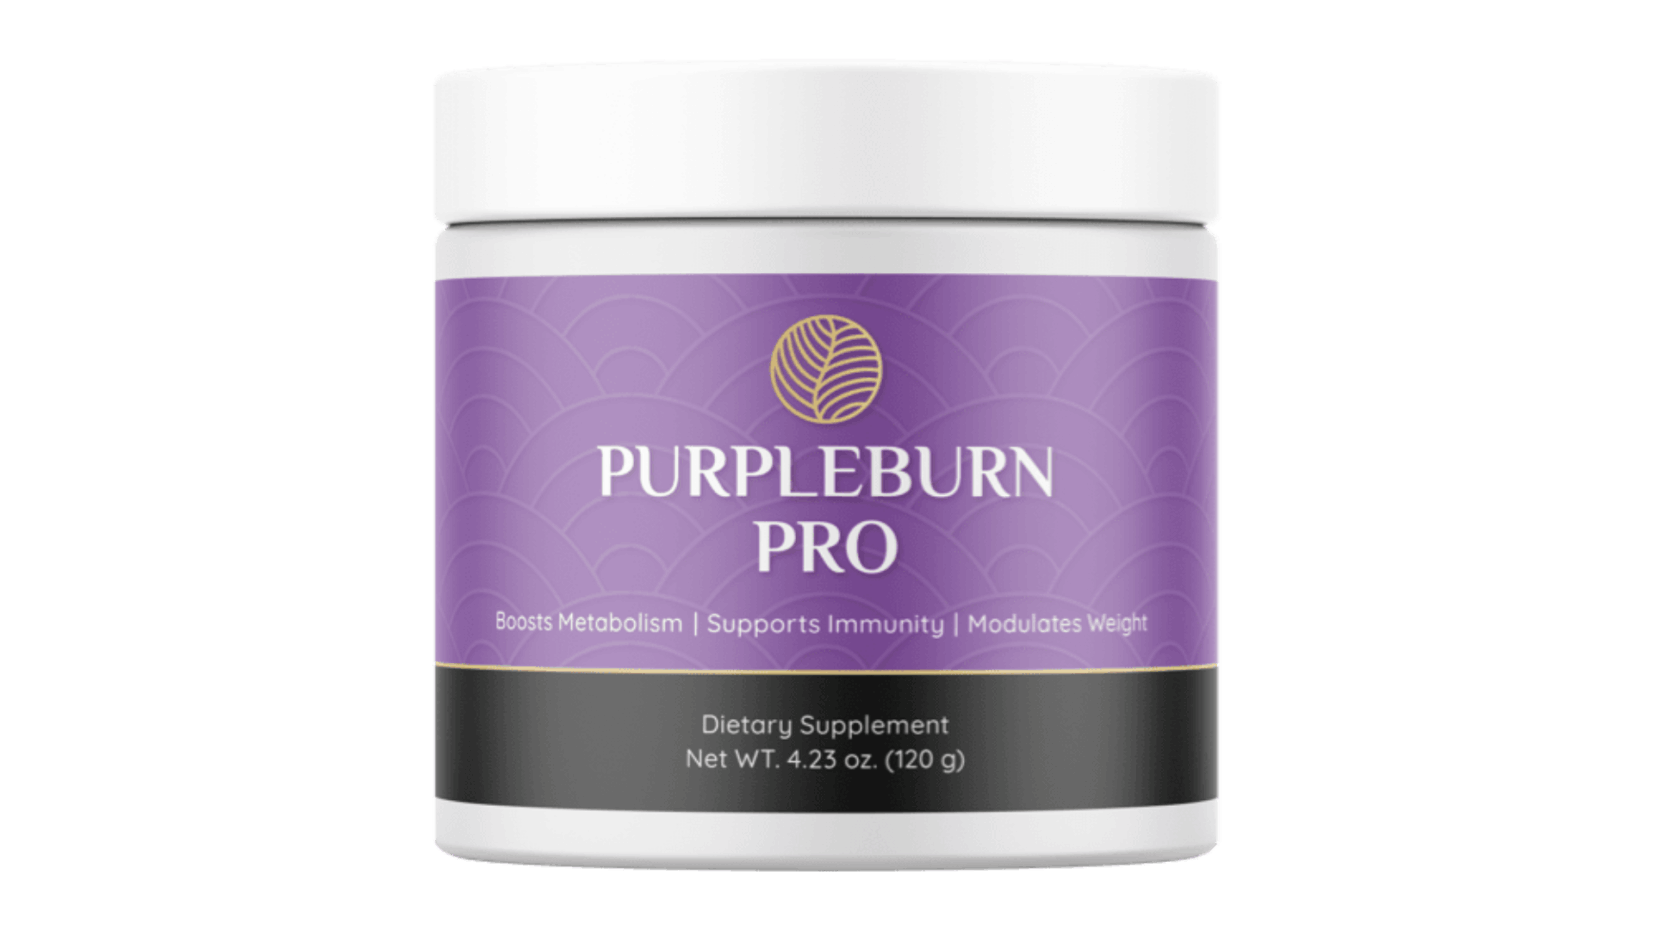 PURPLEBURN
PRO
Boosts Metabolism | Supports Immunity | Modulates Weight
Dietary Supplement
Net WT. 4.23 oz. (120 g)